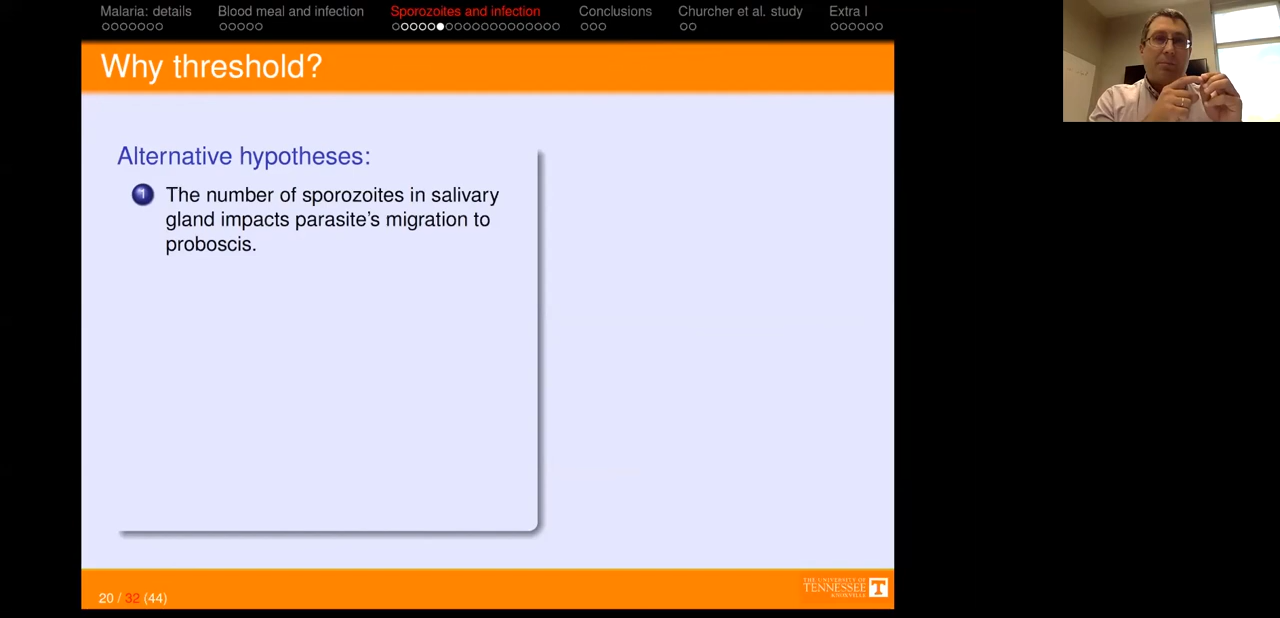 Malaria: details Blood meal and infection Sporozoites and infection Conclusions Churcher et al. study Extra I
Why threshold?
Alternative hypotheses:
1 The number of sporozoites in salivary
gland impacts parasite's migration to
proboscis.
20 / 32 (44)
THE UNIVERSITY OF
TENNESSEE
KNOXVILLE
T